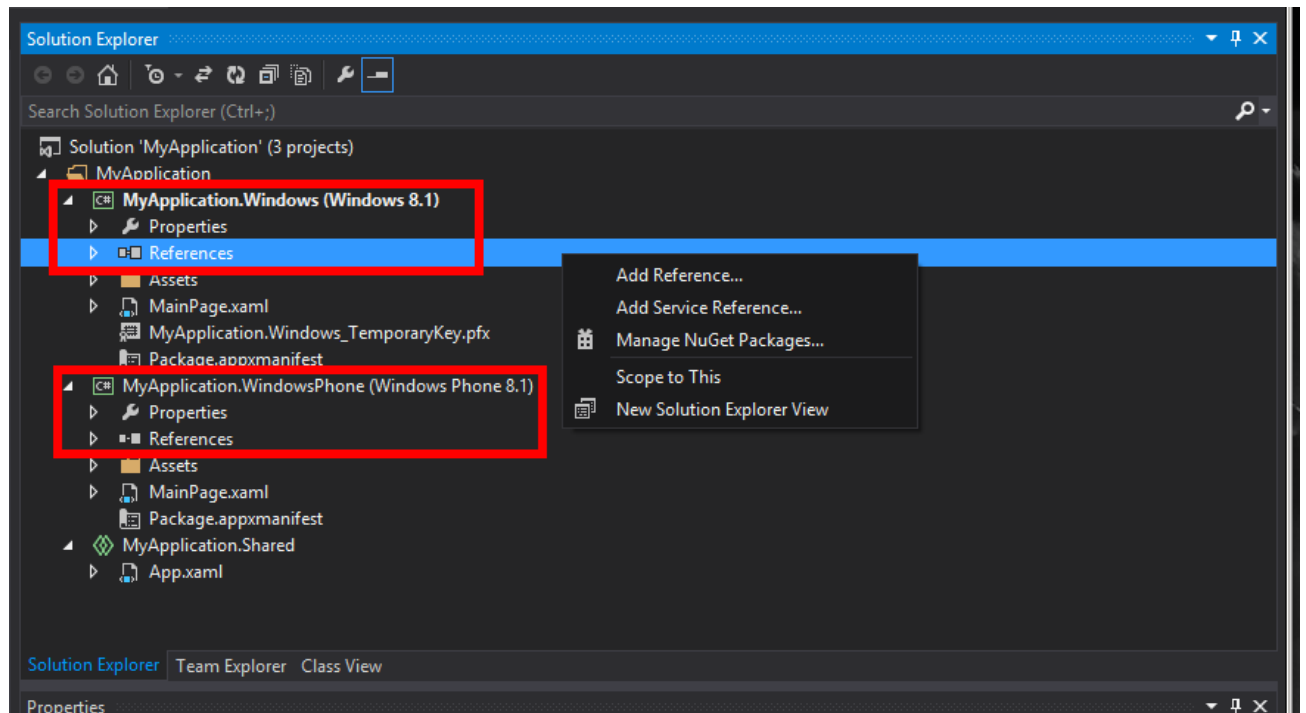 Solution Explorer
Search Solution Explorer (Ctrl+;)
Solution 'MyApplication' (3 projects)
MyApplication
C# MyApplication.Windows (Windows 8.1)
Properties
References
Assets
MainPage.xaml
MyApplication.Windows_TemporaryKey.pfx
Package.appxmanifest
C# MyApplication.WindowsPhone (Windows Phone 8.1)
Properties
References
Assets
MainPage.xaml
Package.appxmanifest
MyApplication.Shared
App.xaml
Add Reference...
Add Service Reference...
Manage NuGet Packages...
Scope to This
New Solution Explorer View
Solution Explorer Team Explorer Class View
Properties